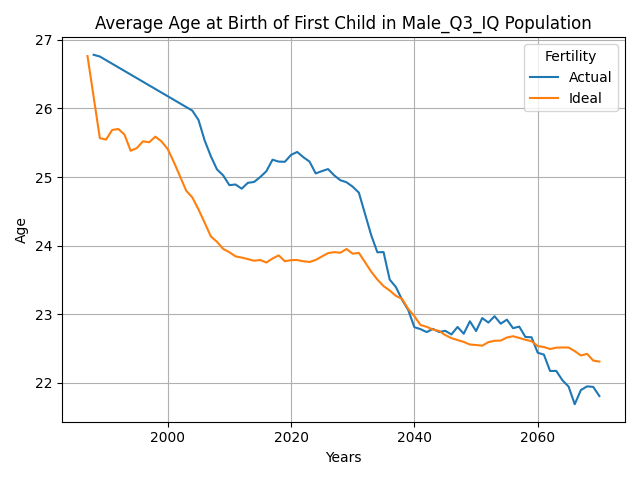 Average Age at Birth of First Child in Male_Q3_IQ Population
27
26
25
24
23
22
Age
Fertility
Actual
Ideal
2000
2020
2040
2060
Years